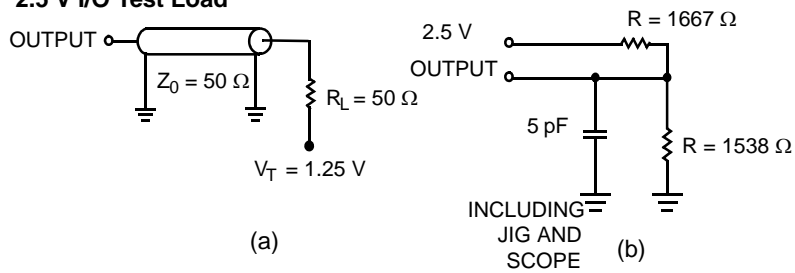 2.5 V I/O Test Load
OUTPUT
Z0 = 50 Ω
RL = 50 Ω
VT = 1.25 V
(a)
2.5 V
R = 1667 Ω
OUTPUT
5 pF
R = 1538 Ω
INCLUDING
JIG AND
SCOPE
(b)